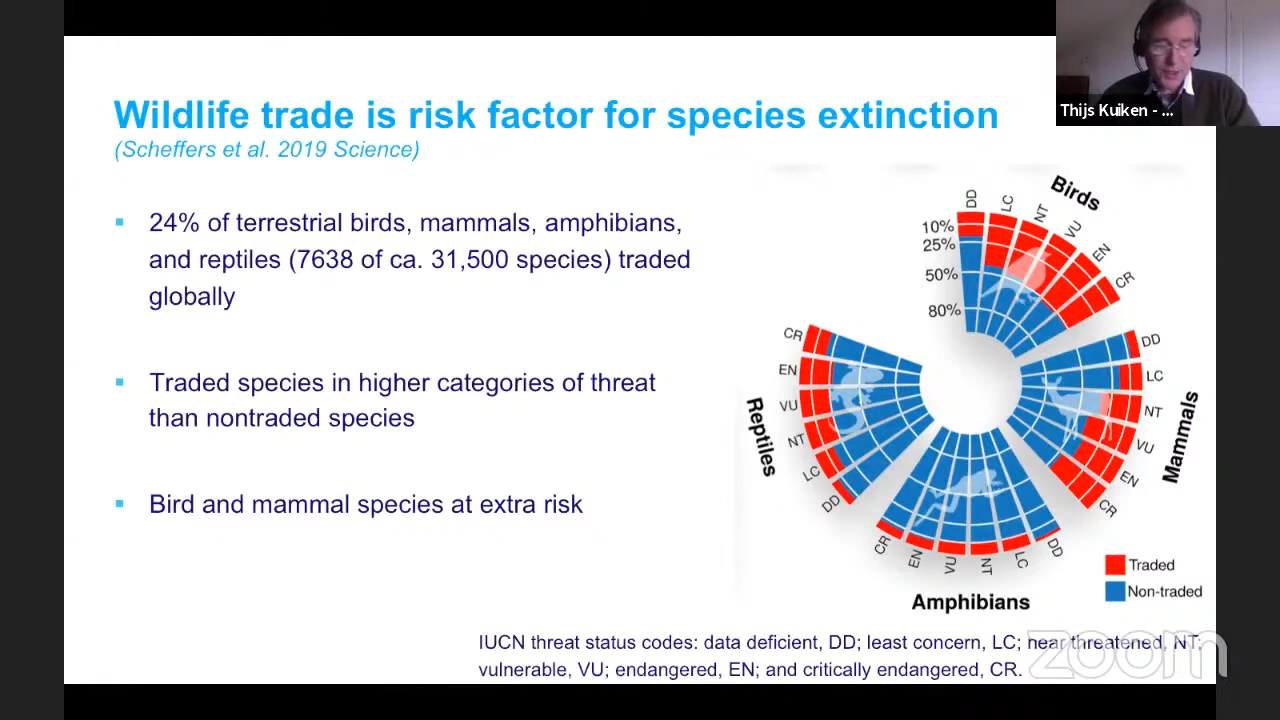 Wildlife trade is risk factor for species extinction
(Scheffers et al. 2019 Science)
24% of terrestrial birds, mammals, amphibians,
and reptiles (7638 of ca. 31,500 species) traded
globally
Traded species in higher categories of threat
than nontraded species
Bird and mammal species at extra risk
Thijs Kuiken - ...
Birds
DD
LC
NT
VU
EN
CR
10%
25%
50%
80%
Mammals
DD
LC
NT
VU
EN
CR
Amphibians
DD
LC
NT
VU
EN
CR
Reptiles
DD
LC
NT
VU
EN
CR
Traded
Non-traded
IUCN threat status codes: data deficient, DD; least concern, LC; near threatened, NT;
vulnerable, VU; endangered, EN; and critically endangered, CR.
zoom